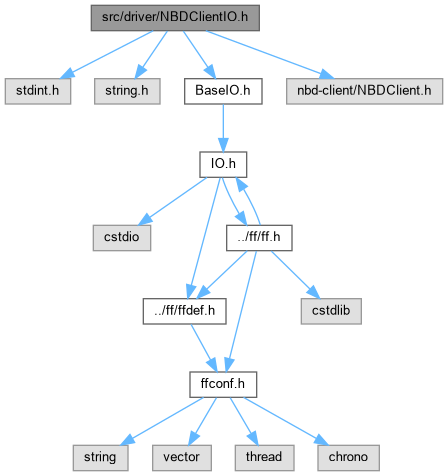 src/driver/NBDClientIO.h
stdint.h
string.h
BaseIO.h
nbd-client/NBDClient.h
IO.h
cstdio
../ff/ff.h
../ff/ffdef.h
cstdlib
ffconf.h
string
vector
thread
chrono